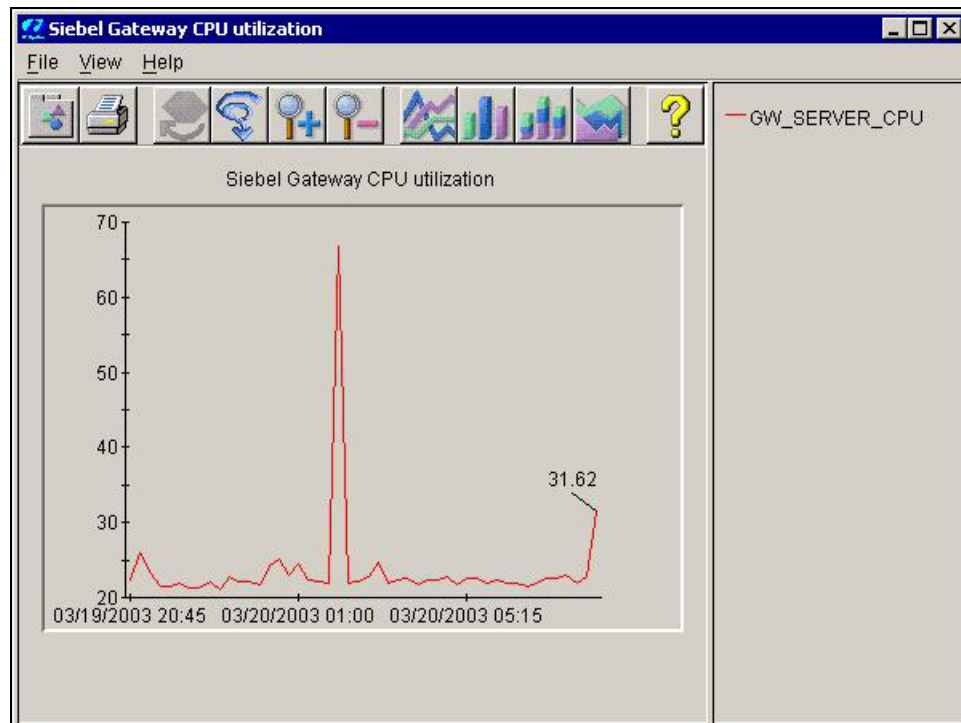 Siebel Gateway CPU utilization
File View Help
GW_SERVER_CPU
Siebel Gateway CPU utilization
70
60
50
40
31.62
30
20
03/19/2003 20:45 03/20/2003 01:00 03/20/2003 05:15